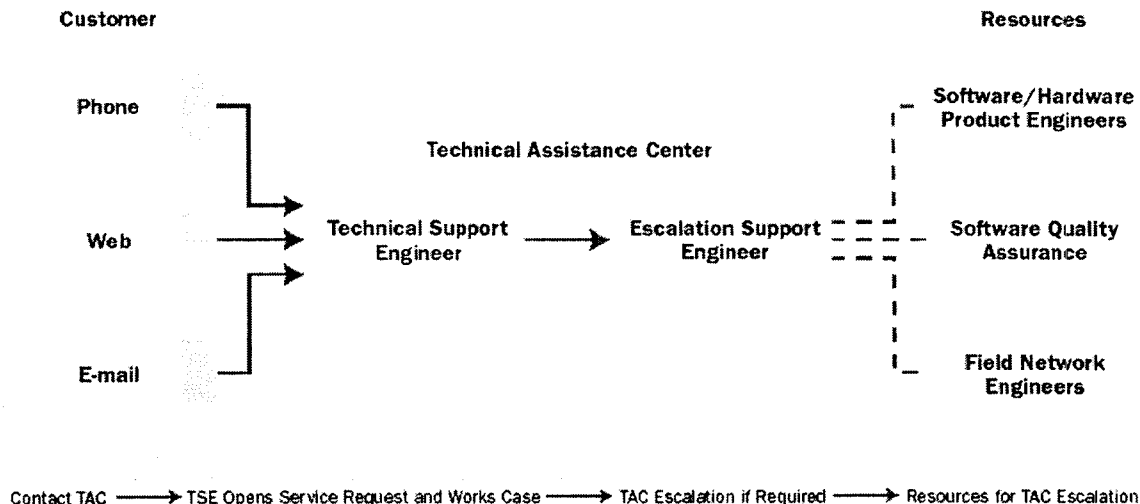 Customer
Resources
Phone
Software/Hardware
Product Engineers
Technical Assistance Center
Web
Technical Support
Engineer
Escalation Support
Engineer
Software Quality
Assurance
E-mail
Field Network
Engineers
Contact TAC
TSE Opens Service Request and Works Case
TAC Escalation if Required
Resources for TAC Escalation